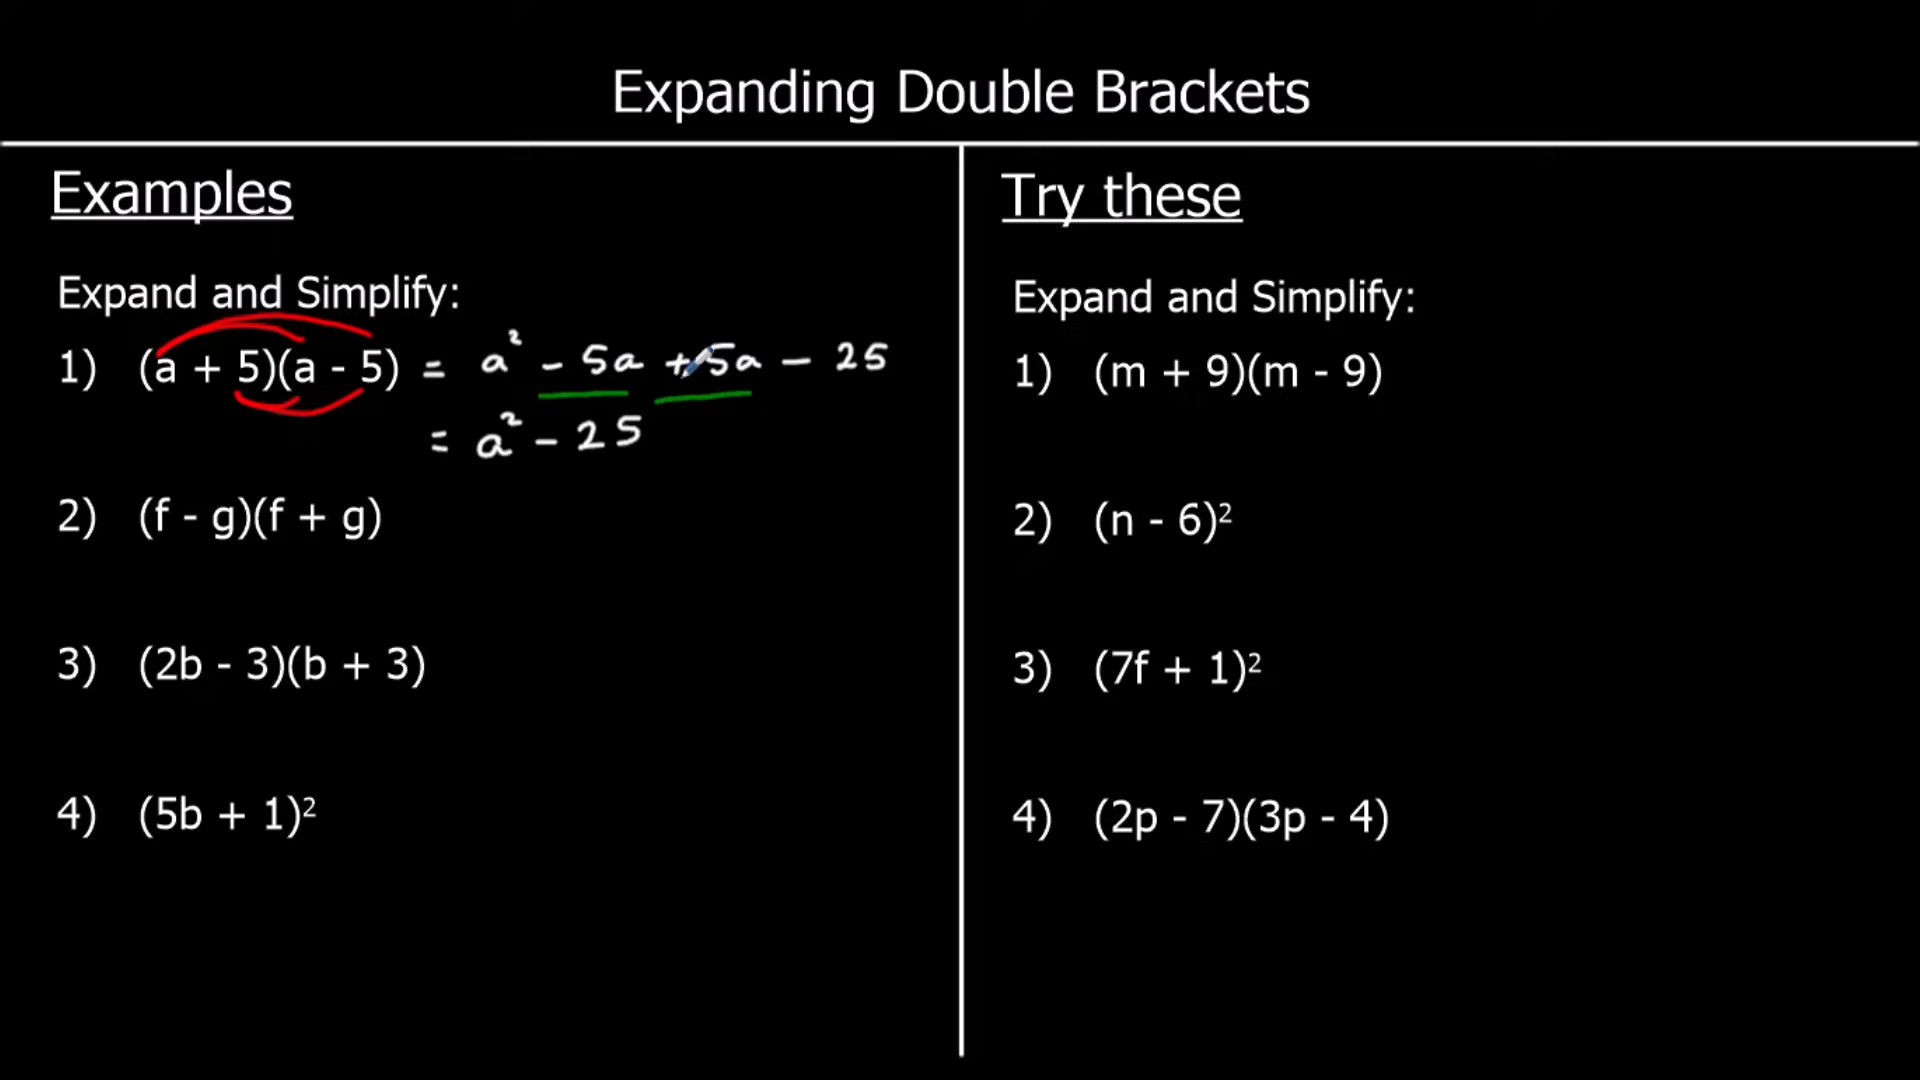 Expanding Double Brackets
Examples
Expand and Simplify:
1) (a + 5)(a - 5) = a² - 5a + 5a - 25
= a² - 25
2) (f - g)(f + g)
3) (2b - 3)(b + 3)
4) (5b + 1)²
Try these
Expand and Simplify:
1) (m + 9)(m - 9)
2) (n - 6)²
3) (7f + 1)²
4) (2p - 7)(3p - 4)